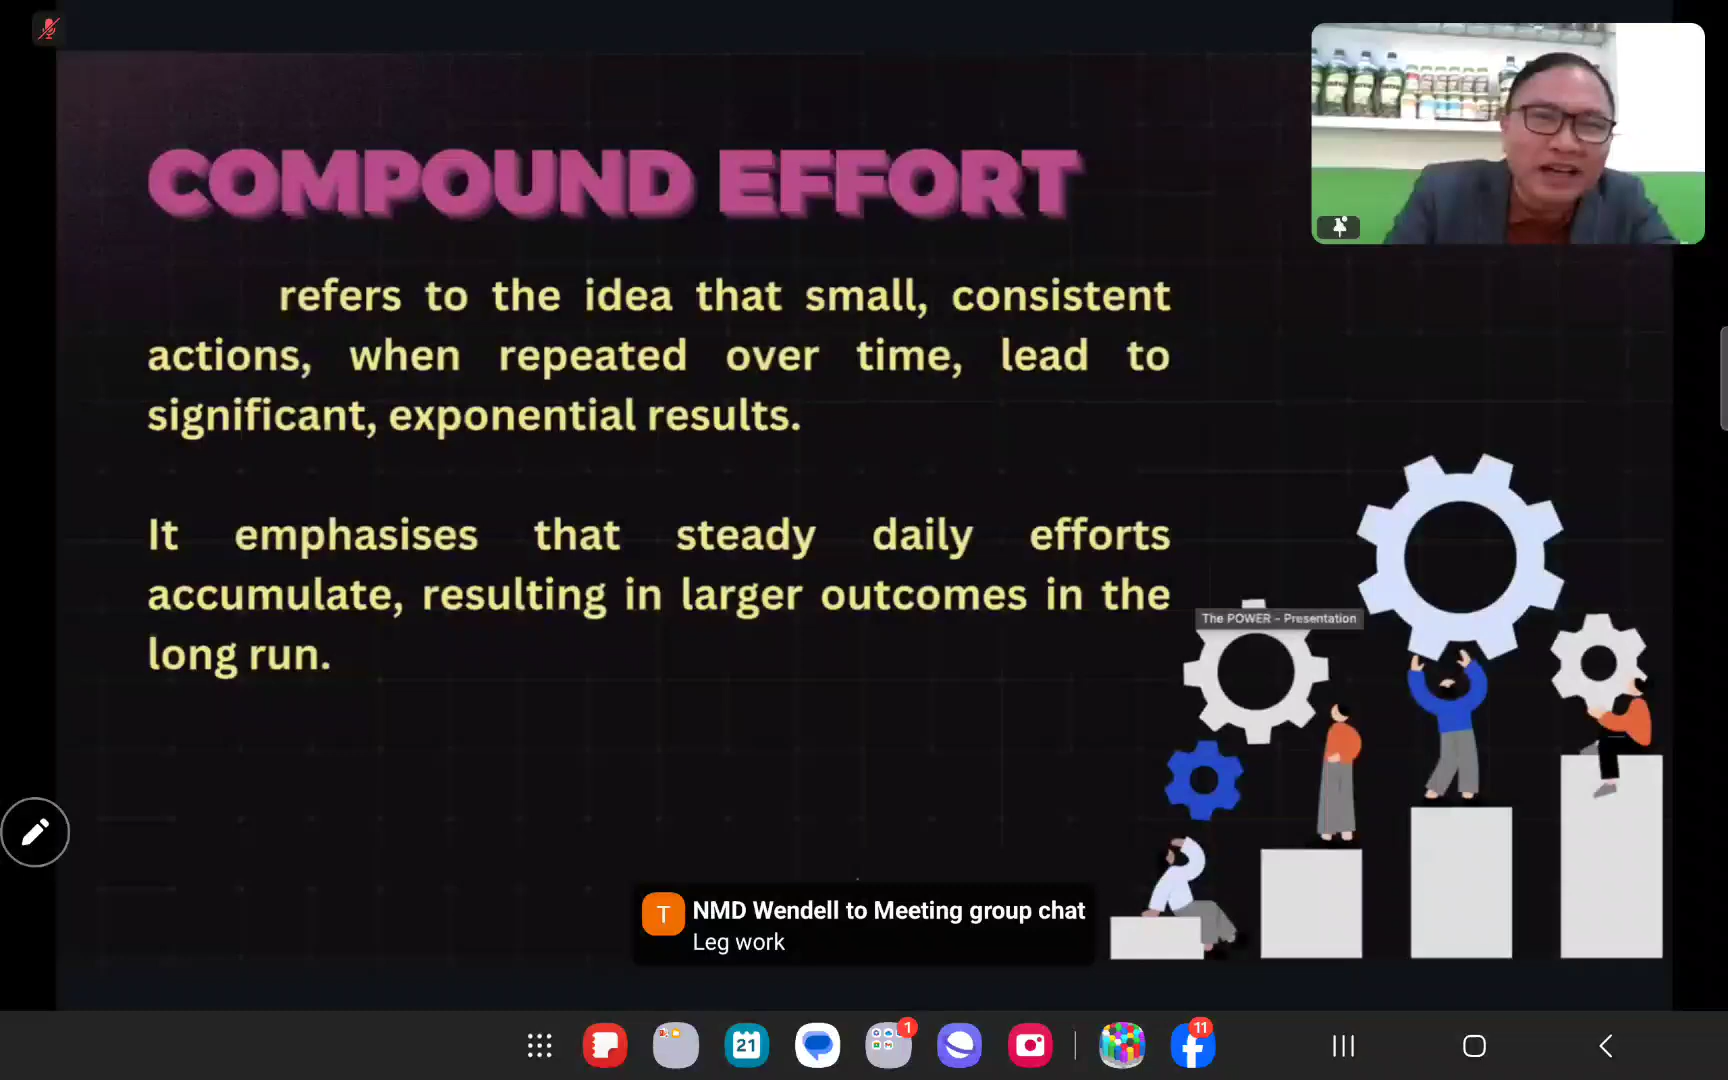 COMPOUND EFFORT
refers to the idea that small, consistent
actions, when repeated over time, lead to
significant, exponential results.
It emphasises that steady daily efforts
accumulate, resulting in larger outcomes in the
long run.
The POWER - Presentation
T
NMD Wendell to Meeting group chat
Leg work
21
1
11